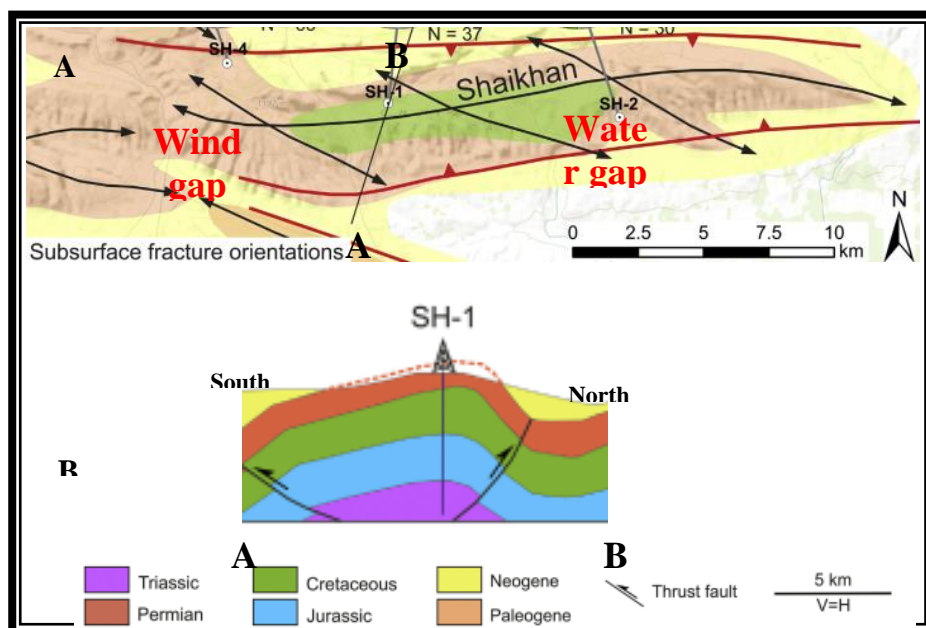 N = 37
SH-4
A
B
SH-1
Shaikhan
SH-2
Wind
gap
Wate
r gap
N
0 2.5 5 7.5 10
km
Subsurface fracture orientations
A
SH-1
South
North
A
B
Triassic
Cretaceous
Neogene
Thrust fault
5 km
V=H
Permian
Jurassic
Paleogene